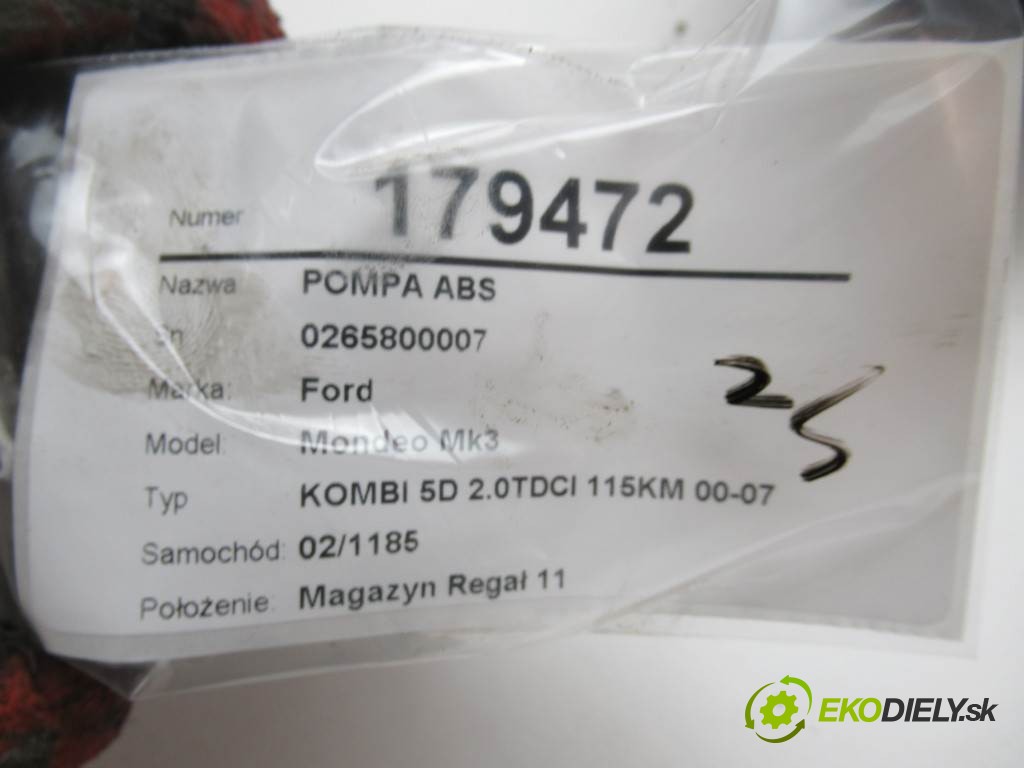 Numer 179472
Nazwa POMPA ABS
Sn 0265800007
Marka: Ford
Model: Mondeo Mk3
Typ KOMBI 5D 2.0TDCI 115KM 00-07
Samochód: 02/1185
Położenie: Magazyn Regał 11
25
EKODIELY.sk